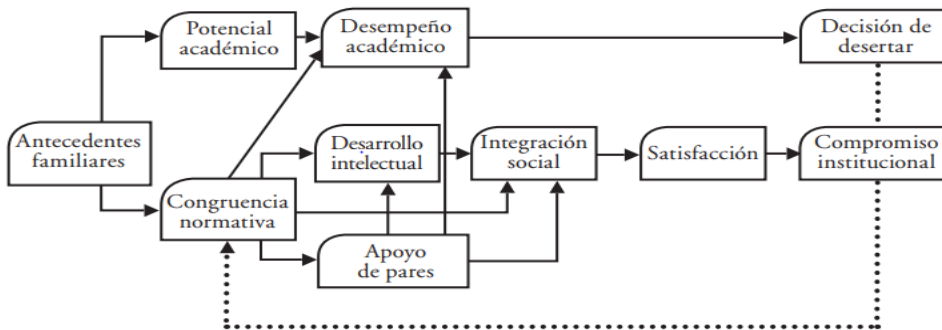 Potencial
académico
Desempeño
académico
Decisión de
desertar
Antecedentes
familiares
Desarrollo
intelectual
Integración
social
Satisfacción
Compromiso
institucional
Congruencia
normativa
Apoyo
de pares